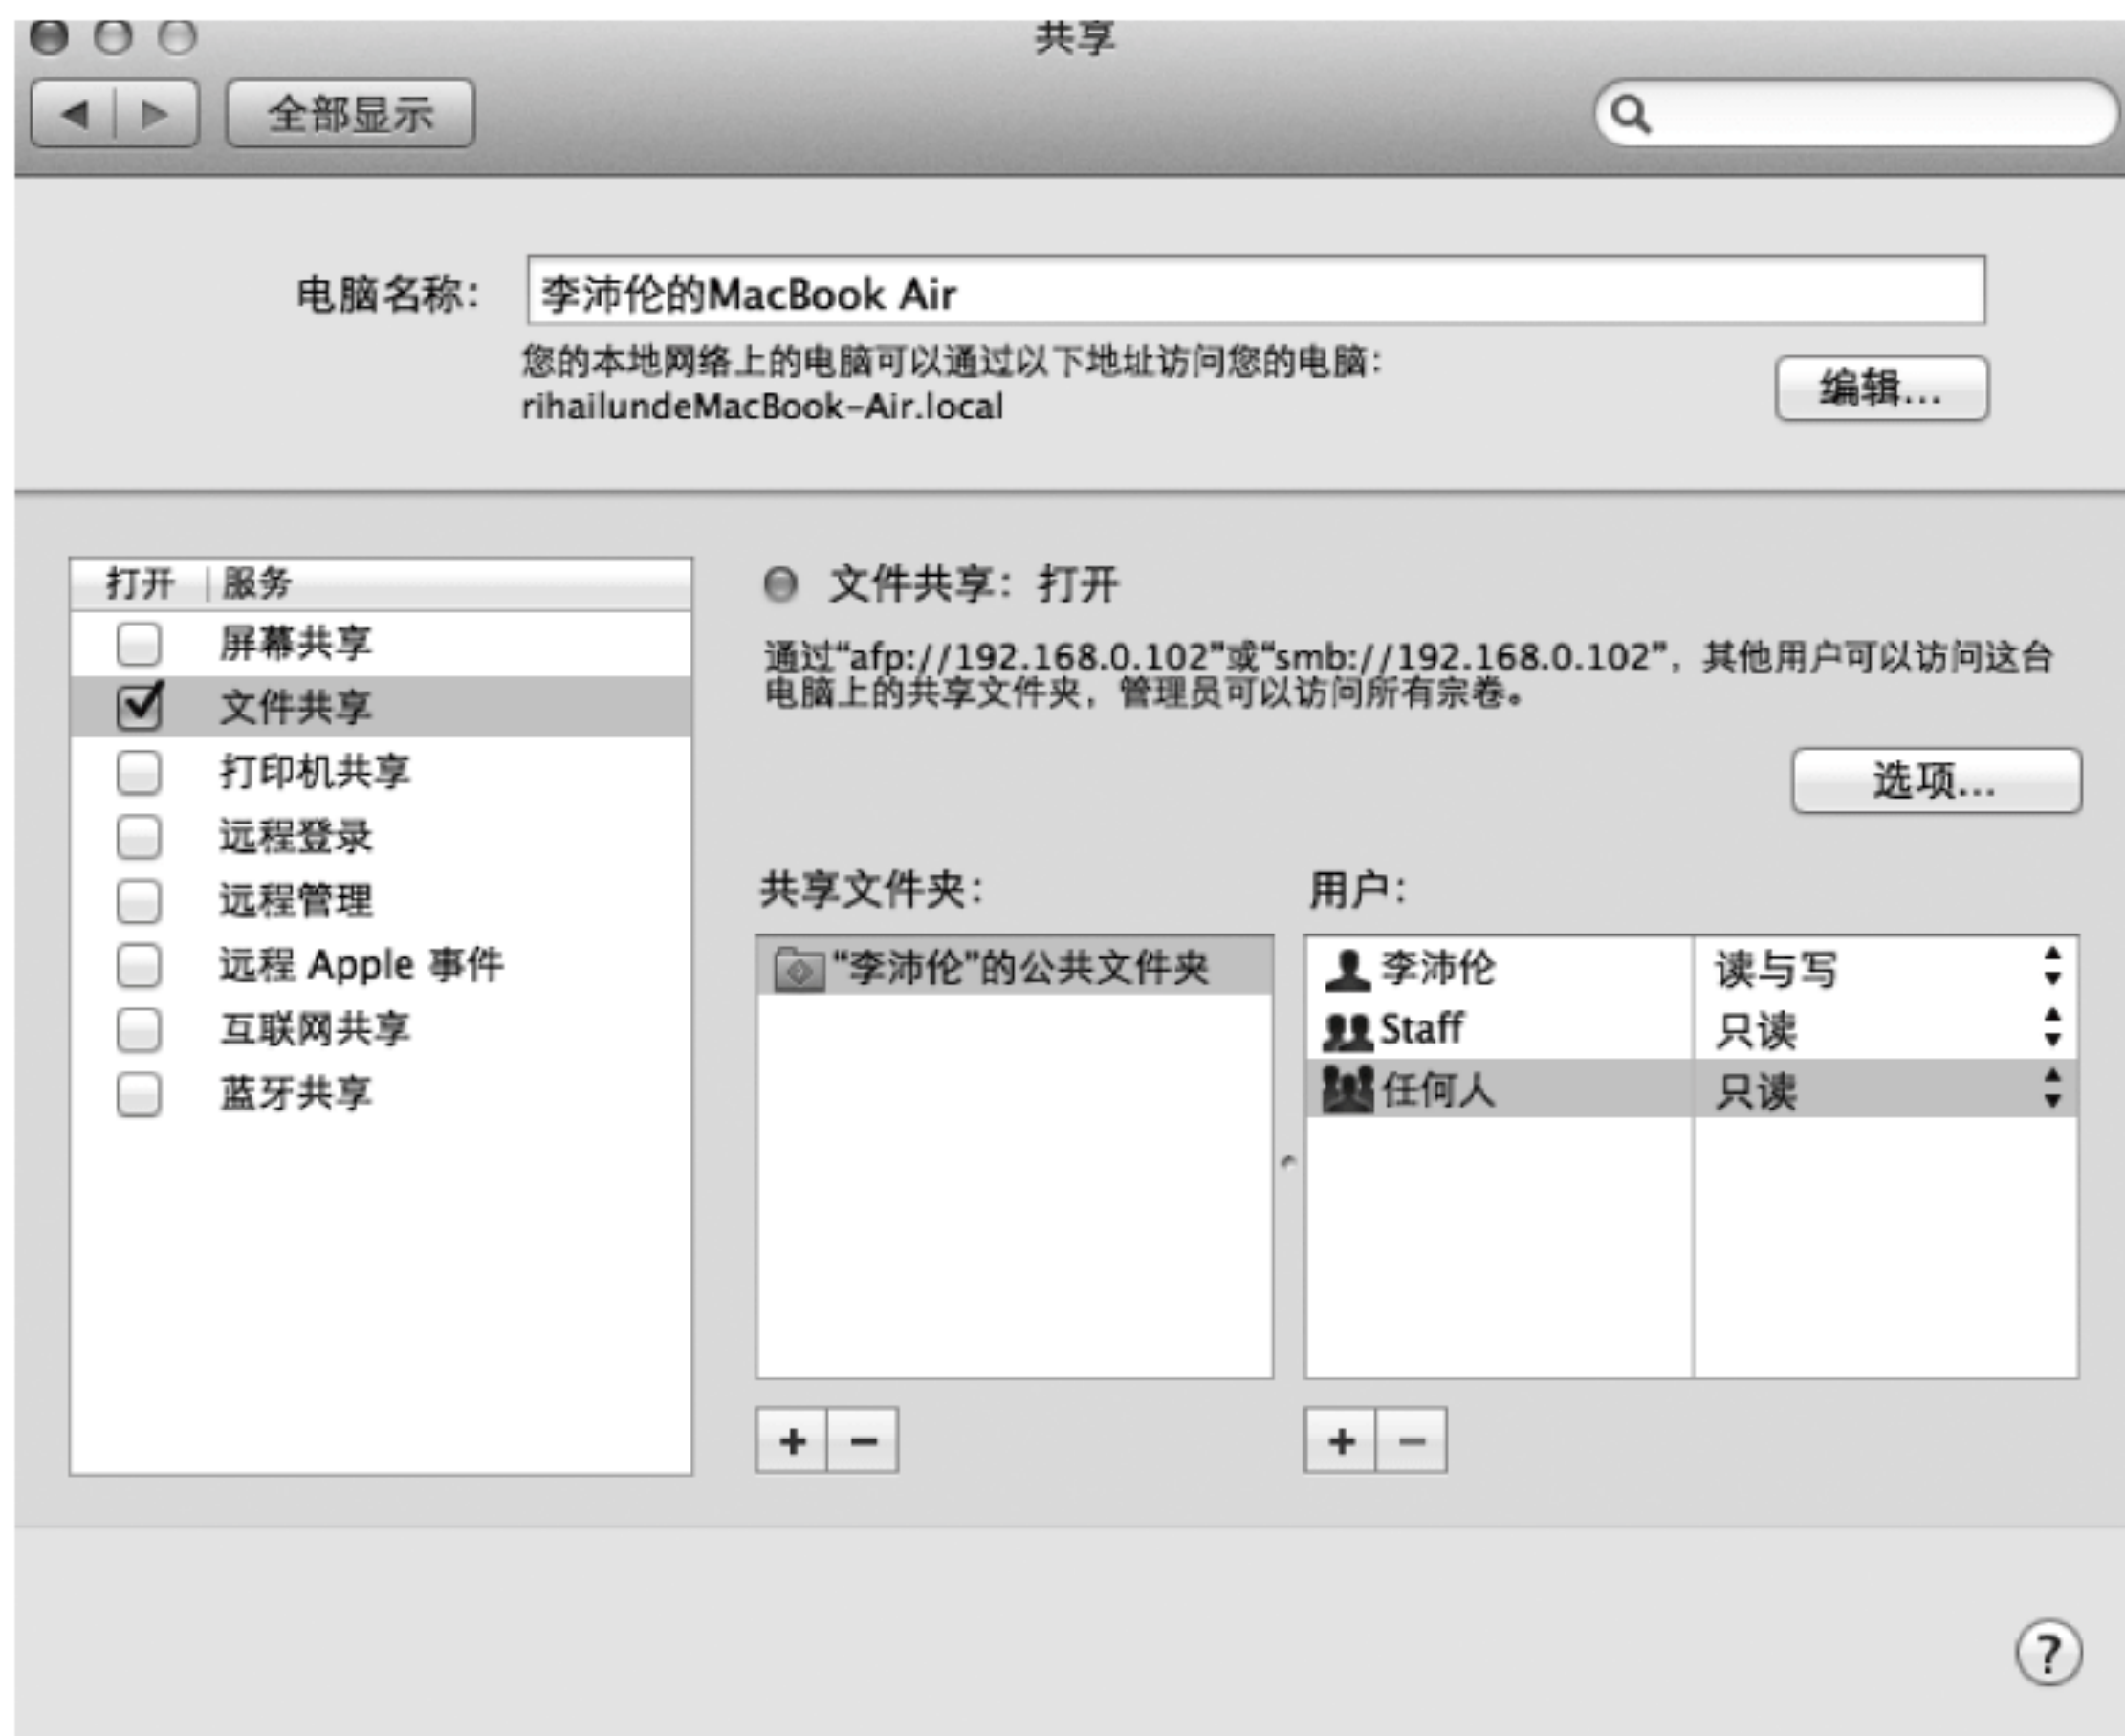 共享
全部显示
电脑名称：
李沛伦的MacBook Air
您的本地网络上的电脑可以通过以下地址访问您的电脑：
rihailundeMacBook-Air.local
编辑...
打开 服务
屏幕共享
文件共享
打印机共享
远程登录
远程管理
远程 Apple 事件
互联网共享
蓝牙共享
文件共享：打开
通过“afp://192.168.0.102”或“smb://192.168.0.102”，其他用户可以访问这台
电脑上的共享文件夹，管理员可以访问所有宗卷。
选项...
共享文件夹：
“李沛伦”的公共文件夹
用户：
李沛伦 读与写
Staff 只读
任何人 只读
+ −
+ −
?